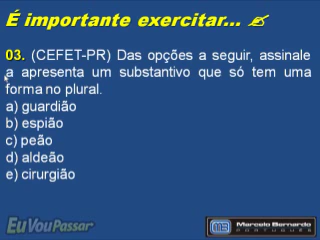 É importante exercitar...
03. (CEFET-PR) Das opções a seguir, assinale
a apresenta um substantivo que só tem uma
forma no plural.
a) guardião
b) espião
c) peão
d) aldeão
e) cirurgião
EuVouPassar
MB Marcelo Bernardo
PORTUGUÊS